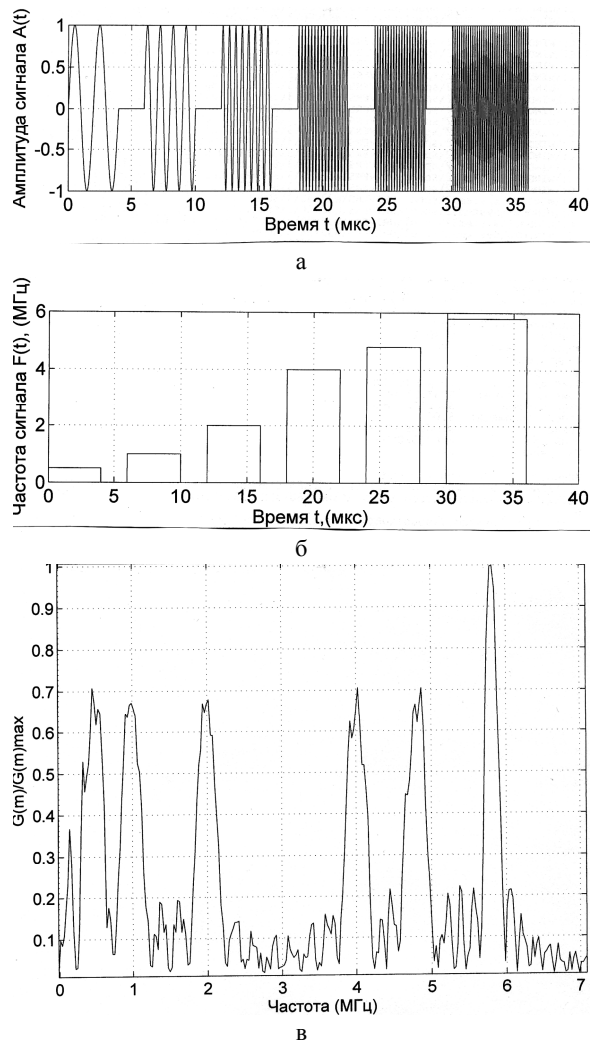 Амплитуда сигнала A(t)
1
0.5
0
-0.5
-1
0 5 10 15 20 25 30 35 40
Время t (мкс)
а
Частота сигнала F(t), (МГц)
6
4
2
0
0 5 10 15 20 25 30 35 40
Время t,(мкс)
б
G(m)/G(m)max
1
0.9
0.8
0.7
0.6
0.5
0.4
0.3
0.2
0.1
0 1 2 3 4 5 6 7
Частота (МГц)
в